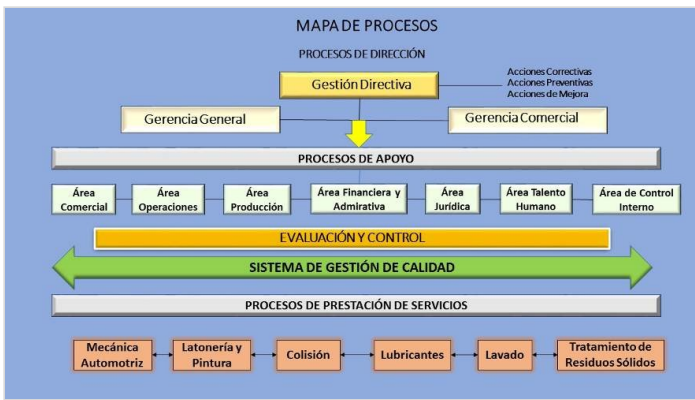 MAPA DE PROCESOS
PROCESOS DE DIRECCIÓN
Gestión Directiva
Acciones Correctivas
Acciones Preventivas
Acciones de Mejora
Gerencia General
Gerencia Comercial
PROCESOS DE APOYO
Área
Comercial
Área
Operaciones
Área
Producción
Área Financiera y
Admirativa
Área
Jurídica
Área Talento
Humano
Área de Control
Interno
EVALUACIÓN Y CONTROL
SISTEMA DE GESTIÓN DE CALIDAD
PROCESOS DE PRESTACIÓN DE SERVICIOS
Mecánica
Automotriz
Latonería y
Pintura
Colisión
Lubricantes
Lavado
Tratamiento de
Residuos Sólidos